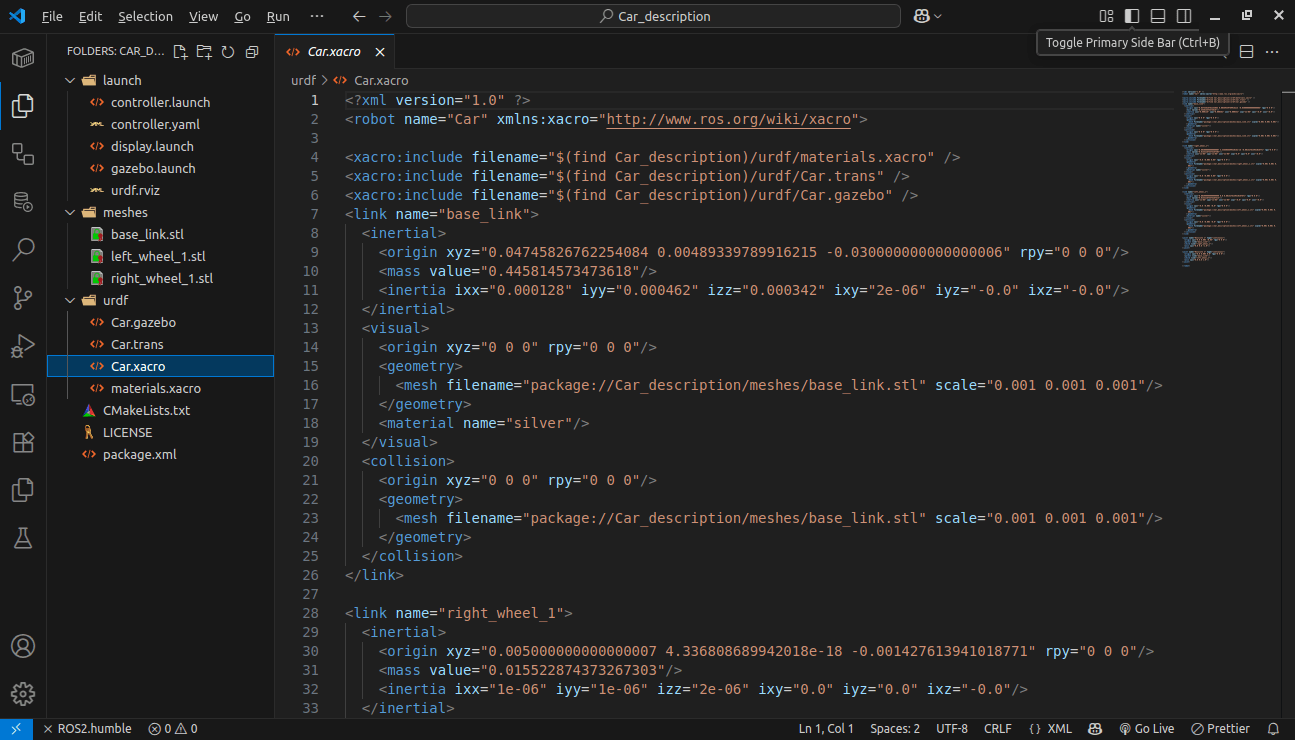 File Edit Selection View Go Run ··· Car_description
Toggle Primary Side Bar (Ctrl+B)
FOLDERS: CAR_D...
launch
controller.launch
controller.yaml
display.launch
gazebo.launch
urdf.rviz
meshes
base_link.stl
left_wheel_1.stl
right_wheel_1.stl
urdf
Car.gazebo
Car.trans
Car.xacro
materials.xacro
CMakeLists.txt
LICENSE
package.xml
Car.xacro
urdf > Car.xacro
1 <?xml version="1.0" ?>
2 <robot name="Car" xmlns:xacro="http://www.ros.org/wiki/xacro">
3
4 <xacro:include filename="$(find Car_description)/urdf/materials.xacro" />
5 <xacro:include filename="$(find Car_description)/urdf/Car.trans" />
6 <xacro:include filename="$(find Car_description)/urdf/Car.gazebo" />
7 <link name="base_link">
8 <inertial>
9 <origin xyz="0.04745826762254084 0.00489339789916215 -0.030000000000000006" rpy="0 0 0"/>
10 <mass value="0.445814573473618"/>
11 <inertia ixx="0.000128" iyy="0.000462" izz="0.000342" ixy="2e-06" iyz="-0.0" ixz="-0.0"/>
12 </inertial>
13 <visual>
14 <origin xyz="0 0 0" rpy="0 0 0"/>
15 <geometry>
16 <mesh filename="package://Car_description/meshes/base_link.stl" scale="0.001 0.001 0.001"/>
17 </geometry>
18 <material name="silver"/>
19 </visual>
20 <collision>
21 <origin xyz="0 0 0" rpy="0 0 0"/>
22 <geometry>
23 <mesh filename="package://Car_description/meshes/base_link.stl" scale="0.001 0.001 0.001"/>
24 </geometry>
25 </collision>
26 </link>
27
28 <link name="right_wheel_1">
29 <inertial>
30 <origin xyz="0.005000000000000007 4.336808689942018e-18 -0.001427613941018771" rpy="0 0 0"/>
31 <mass value="0.015522874373267303"/>
32 <inertia ixx="1e-06" iyy="1e-06" izz="2e-06" ixy="0.0" iyz="0.0" ixz="-0.0"/>
33 </inertial>
ROS2.humble 0 0 Ln 1, Col 1 Spaces: 2 UTF-8 CRLF {} XML Go Live Prettier